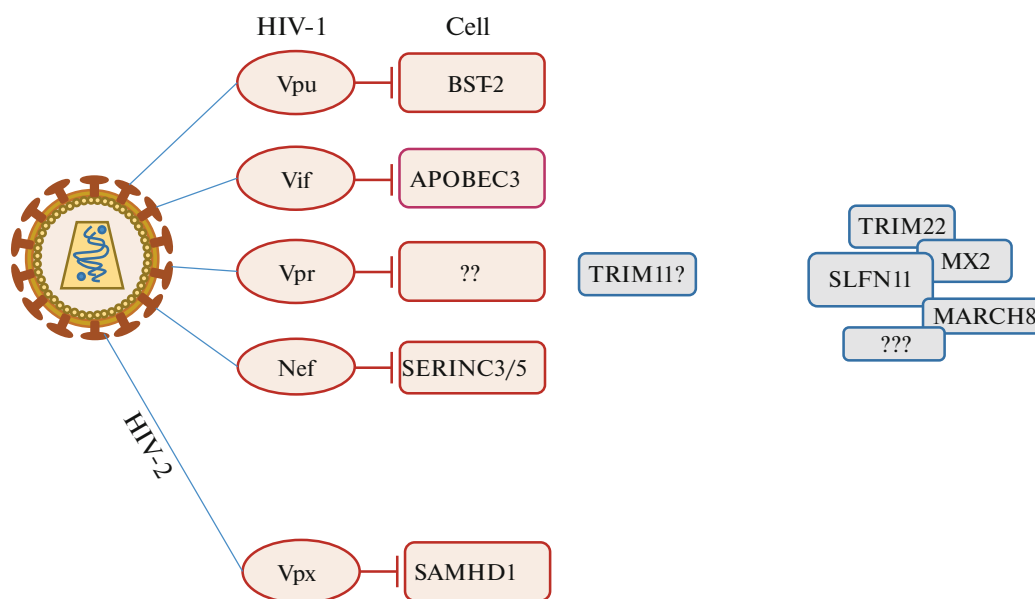 HIV-1
Cell
Vpu
BST-2
Vif
APOBEC3
Vpr
??
TRIM11?
TRIM22
MX2
SLFN11
MARCH8
???
Nef
SERINC3/5
HIV-2
Vpx
SAMHD1